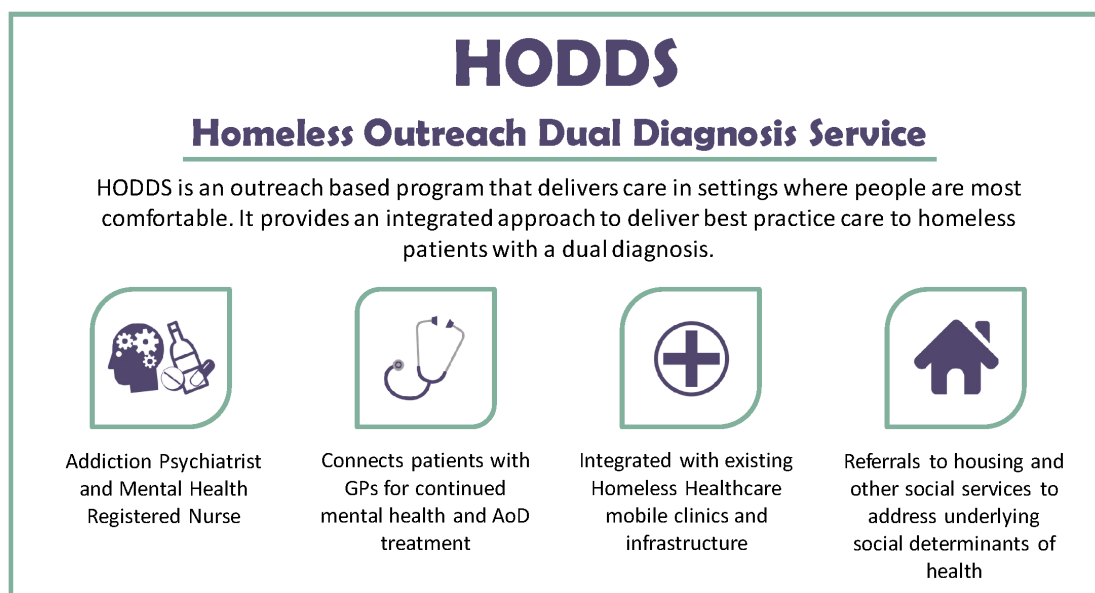 HODDS
Homeless Outreach Dual Diagnosis Service
HODDS is an outreach based program that delivers care in settings where people are most
comfortable. It provides an integrated approach to deliver best practice care to homeless
patients with a dual diagnosis.
Addiction Psychiatrist
and Mental Health
Registered Nurse
Connects patients with
GPs for continued
mental health and AoD
treatment
Integrated with existing
Homeless Healthcare
mobile clinics and
infrastructure
Referrals to housing and
other social services to
address underlying
social determinants of
health